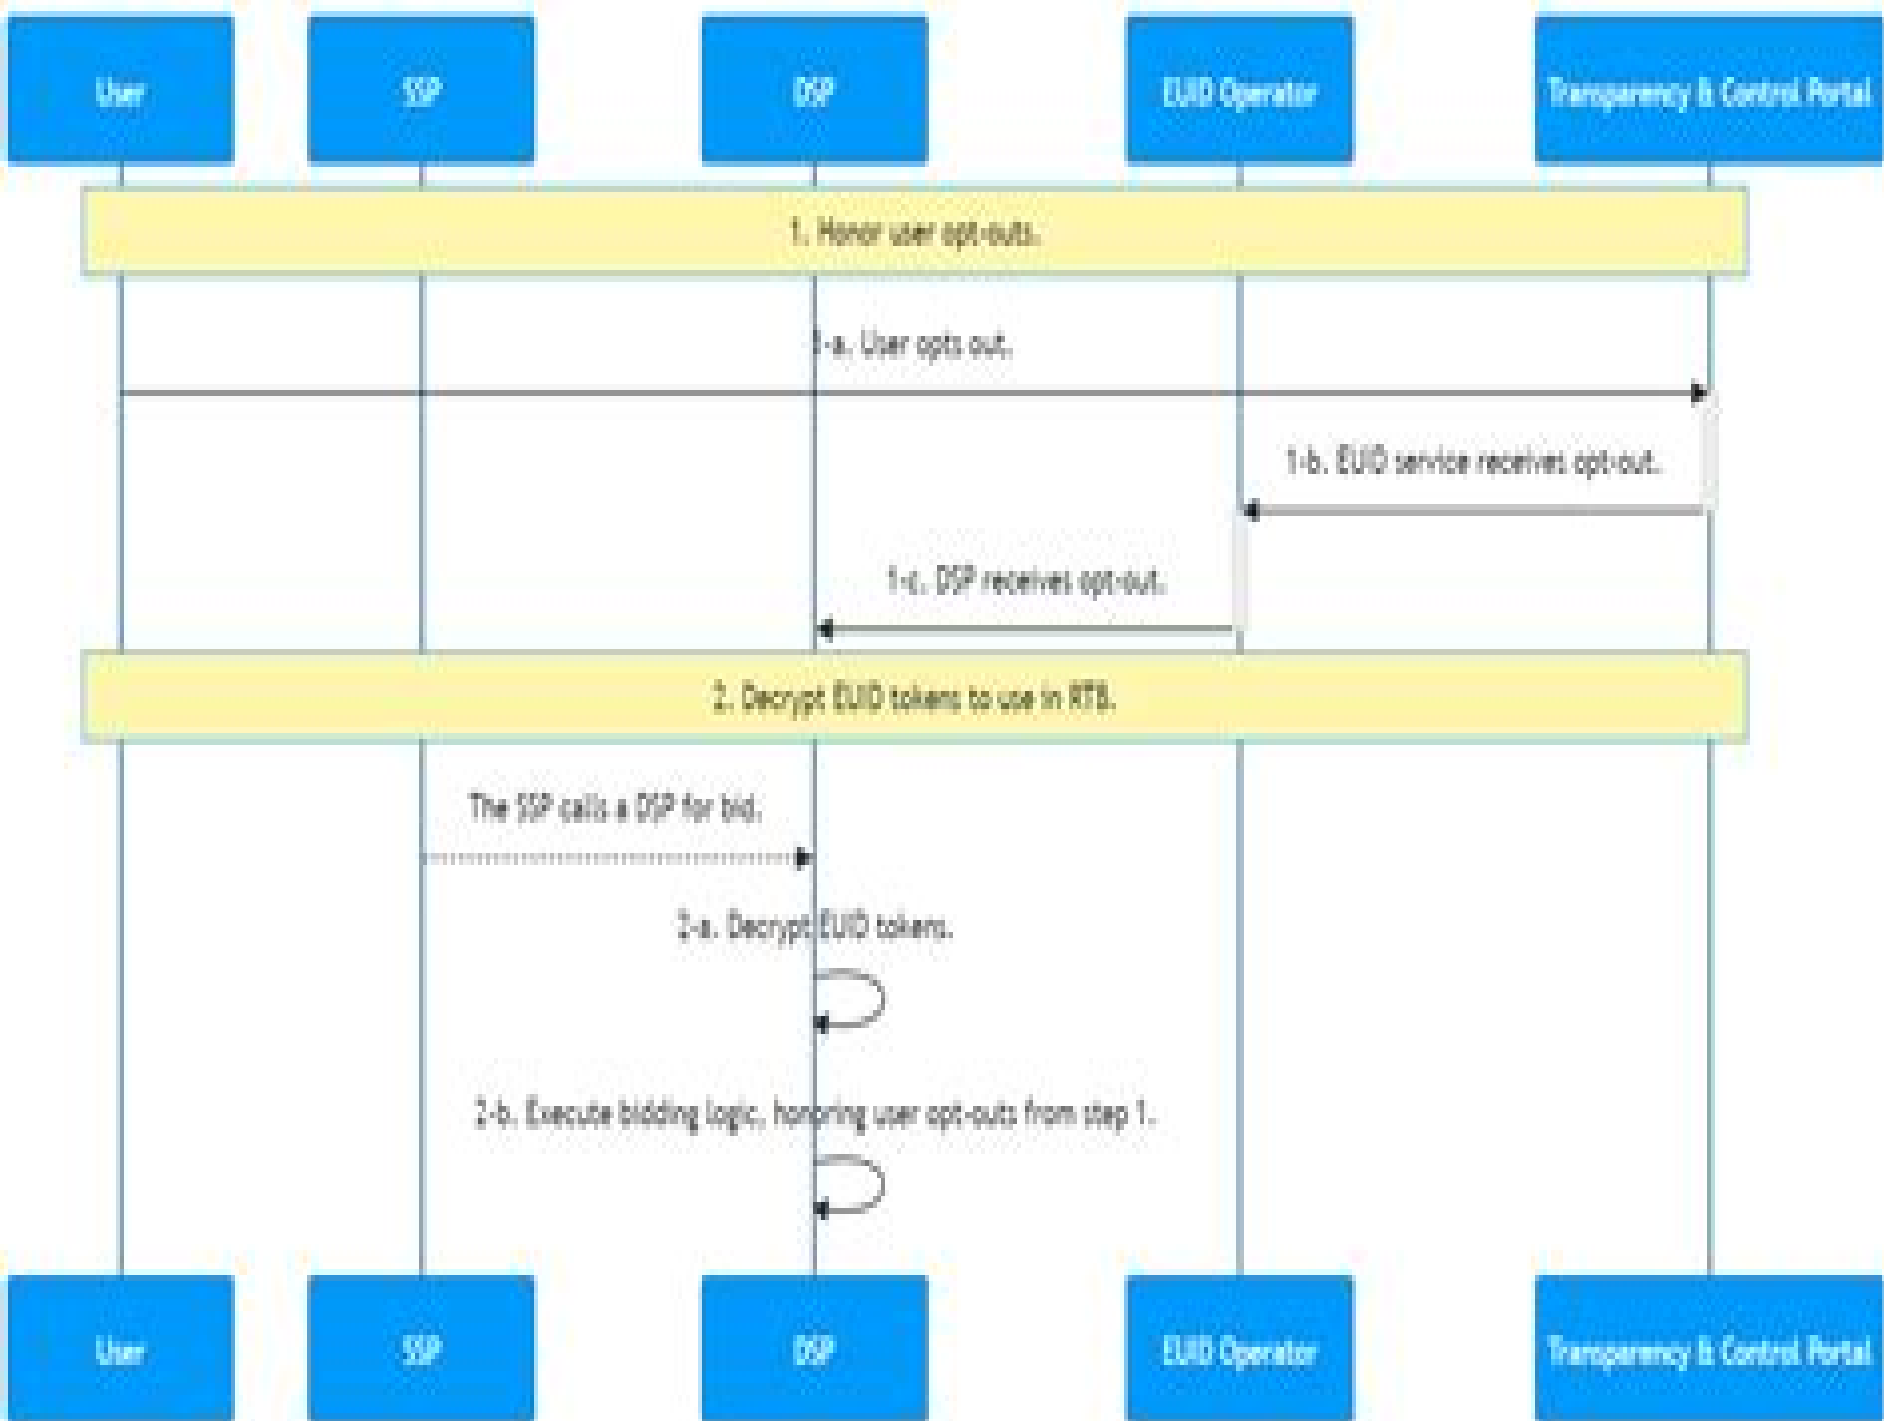 User
SSP
DSP
EUID Operator
Transparency & Control Portal
1. Honor user opt-outs.
1-a. User opts out.
1-b. EUID service receives opt-out.
1-c. DSP receives opt-out.
2. Decrypt EUID tokens to use in RTB.
The SSP calls a DSP for bid.
2-a. Decrypt EUID tokens.
2-b. Execute bidding logic, honoring user opt-outs from step 1.
User
SSP
DSP
EUID Operator
Transparency & Control Portal